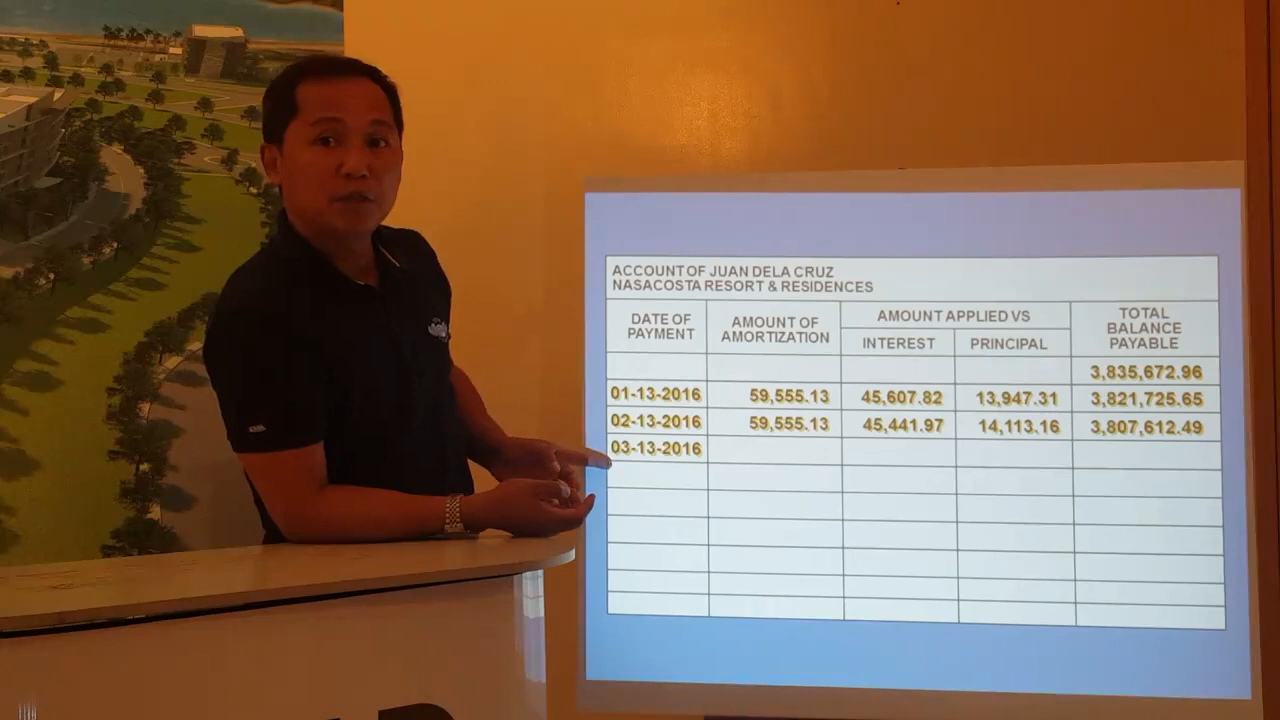 ACCOUNT OF JUAN DELA CRUZ
NASACOSTA RESORT & RESIDENCES
DATE OF PAYMENT AMOUNT OF AMORTIZATION AMOUNT APPLIED VS TOTAL BALANCE PAYABLE
INTEREST PRINCIPAL
3,835,672.96
01-13-2016 59,555.13 45,607.82 13,947.31 3,821,725.65
02-13-2016 59,555.13 45,441.97 14,113.16 3,807,612.49
03-13-2016